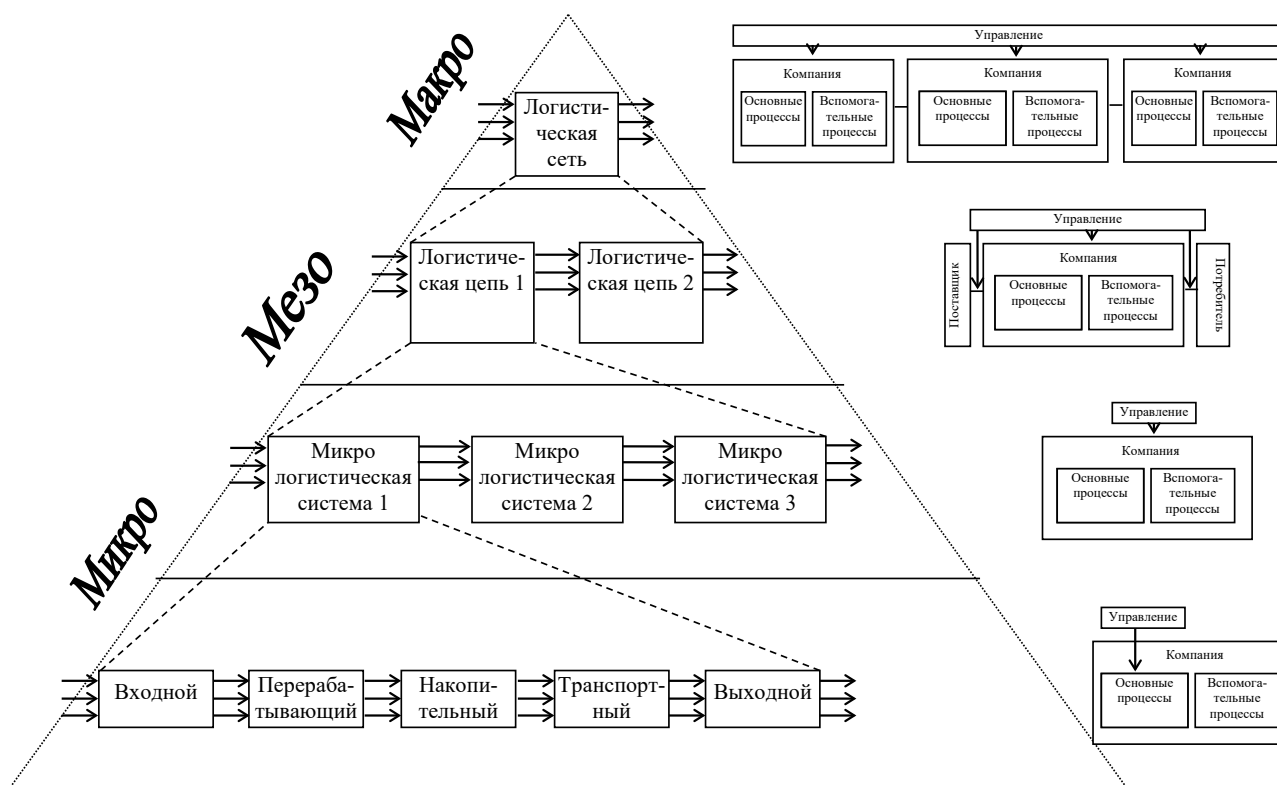 Макро
Логисти-
ческая
сеть
Управление
Компания
Основные
процессы
Вспомога-
тельные
процессы
Компания
Основные
процессы
Вспомога-
тельные
процессы
Компания
Основные
процессы
Вспомога-
тельные
процессы
Мезо
Логистиче-
ская цепь 1
Логистиче-
ская цепь 2
Управление
Поставщик
Компания
Основные
процессы
Вспомога-
тельные
процессы
Потребитель
Микро
Микро
логистическая
система 1
Микро
логистическая
система 2
Микро
логистическая
система 3
Управление
Компания
Основные
процессы
Вспомога-
тельные
процессы
Входной
Перераба-
тывающий
Накопи-
тельный
Транспорт-
ный
Выходной
Управление
Компания
Основные
процессы
Вспомога-
тельные
процессы